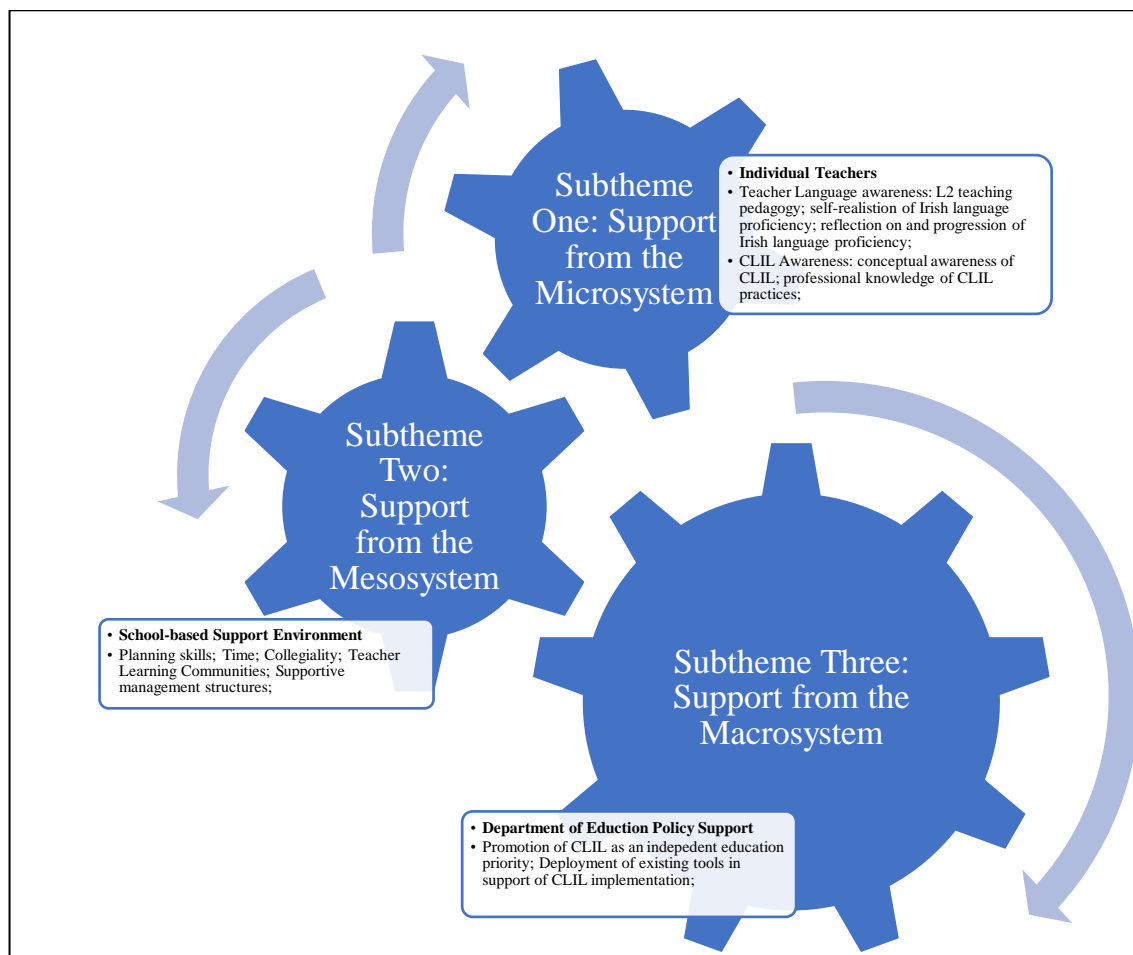 Subtheme
One: Support
from the
Microsystem
• Individual Teachers
• Teacher Language awareness: L2 teaching
pedagogy; self-realistion of Irish language
proficiency; reflection on and progression of
Irish language proficiency;
• CLIL Awareness: conceptual awareness of
CLIL; professional knowledge of CLIL
practices;
Subtheme
Two:
Support
from the
Mesosystem
• School-based Support Environment
• Planning skills; Time; Collegiality; Teacher
Learning Communities; Supportive
management structures;
Subtheme Three:
Support from the
Macrosystem
• Department of Eduction Policy Support
• Promotion of CLIL as an indepedent education
priority; Deployment of existing tools in
support of CLIL implementation;